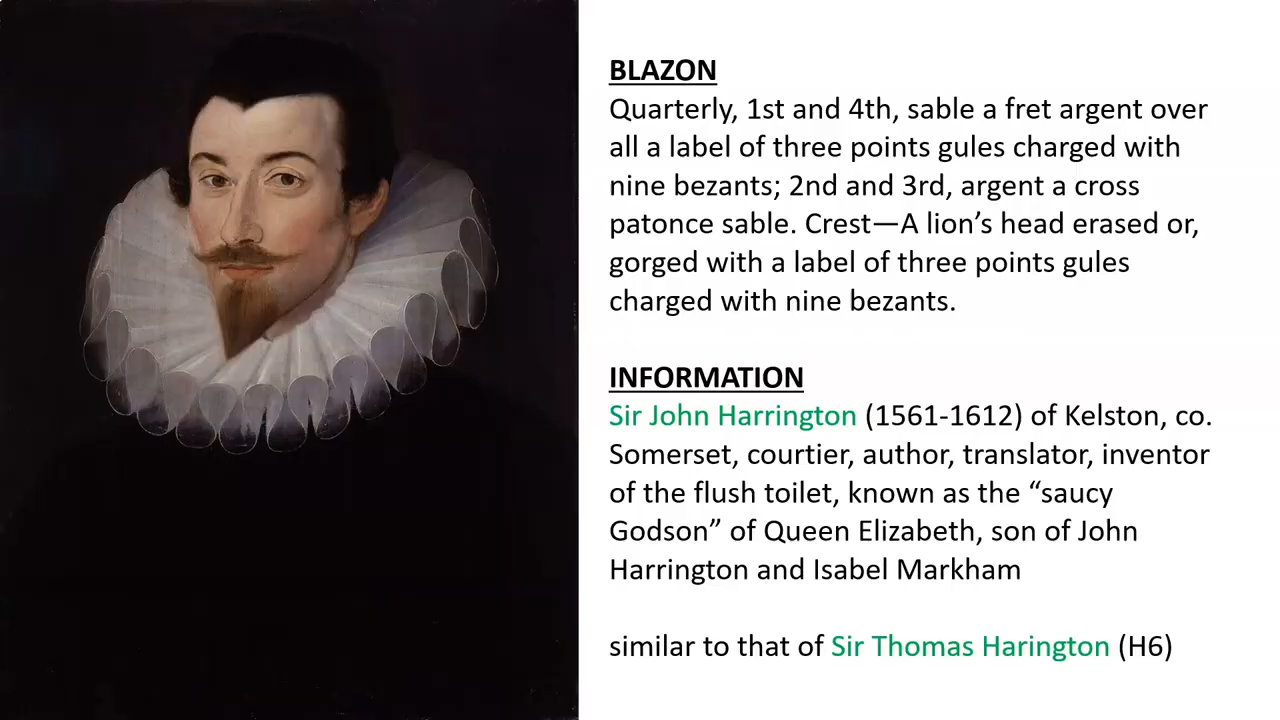 BLAZON
Quarterly, 1st and 4th, sable a fret argent over
all a label of three points gules charged with
nine bezants; 2nd and 3rd, argent a cross
patonce sable. Crest—A lion’s head erased or,
gorged with a label of three points gules
charged with nine bezants.
INFORMATION
Sir John Harrington (1561-1612) of Kelston, co.
Somerset, courtier, author, translator, inventor
of the flush toilet, known as the “saucy
Godson” of Queen Elizabeth, son of John
Harrington and Isabel Markham
similar to that of Sir Thomas Harington (H6)